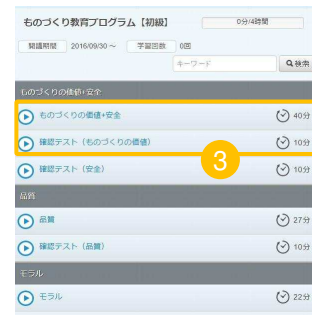 ものづくり教育プログラム【初級】 0分/4時間
開講期間 2016/09/30 ~ 学習回数 0回
キーワード 検索
ものづくりの価値+安全
ものづくりの価値+安全 40分
確認テスト（ものづくりの価値） 10分
3
確認テスト（安全） 10分
品質
品質 27分
確認テスト（品質） 10分
モラル
モラル 22分